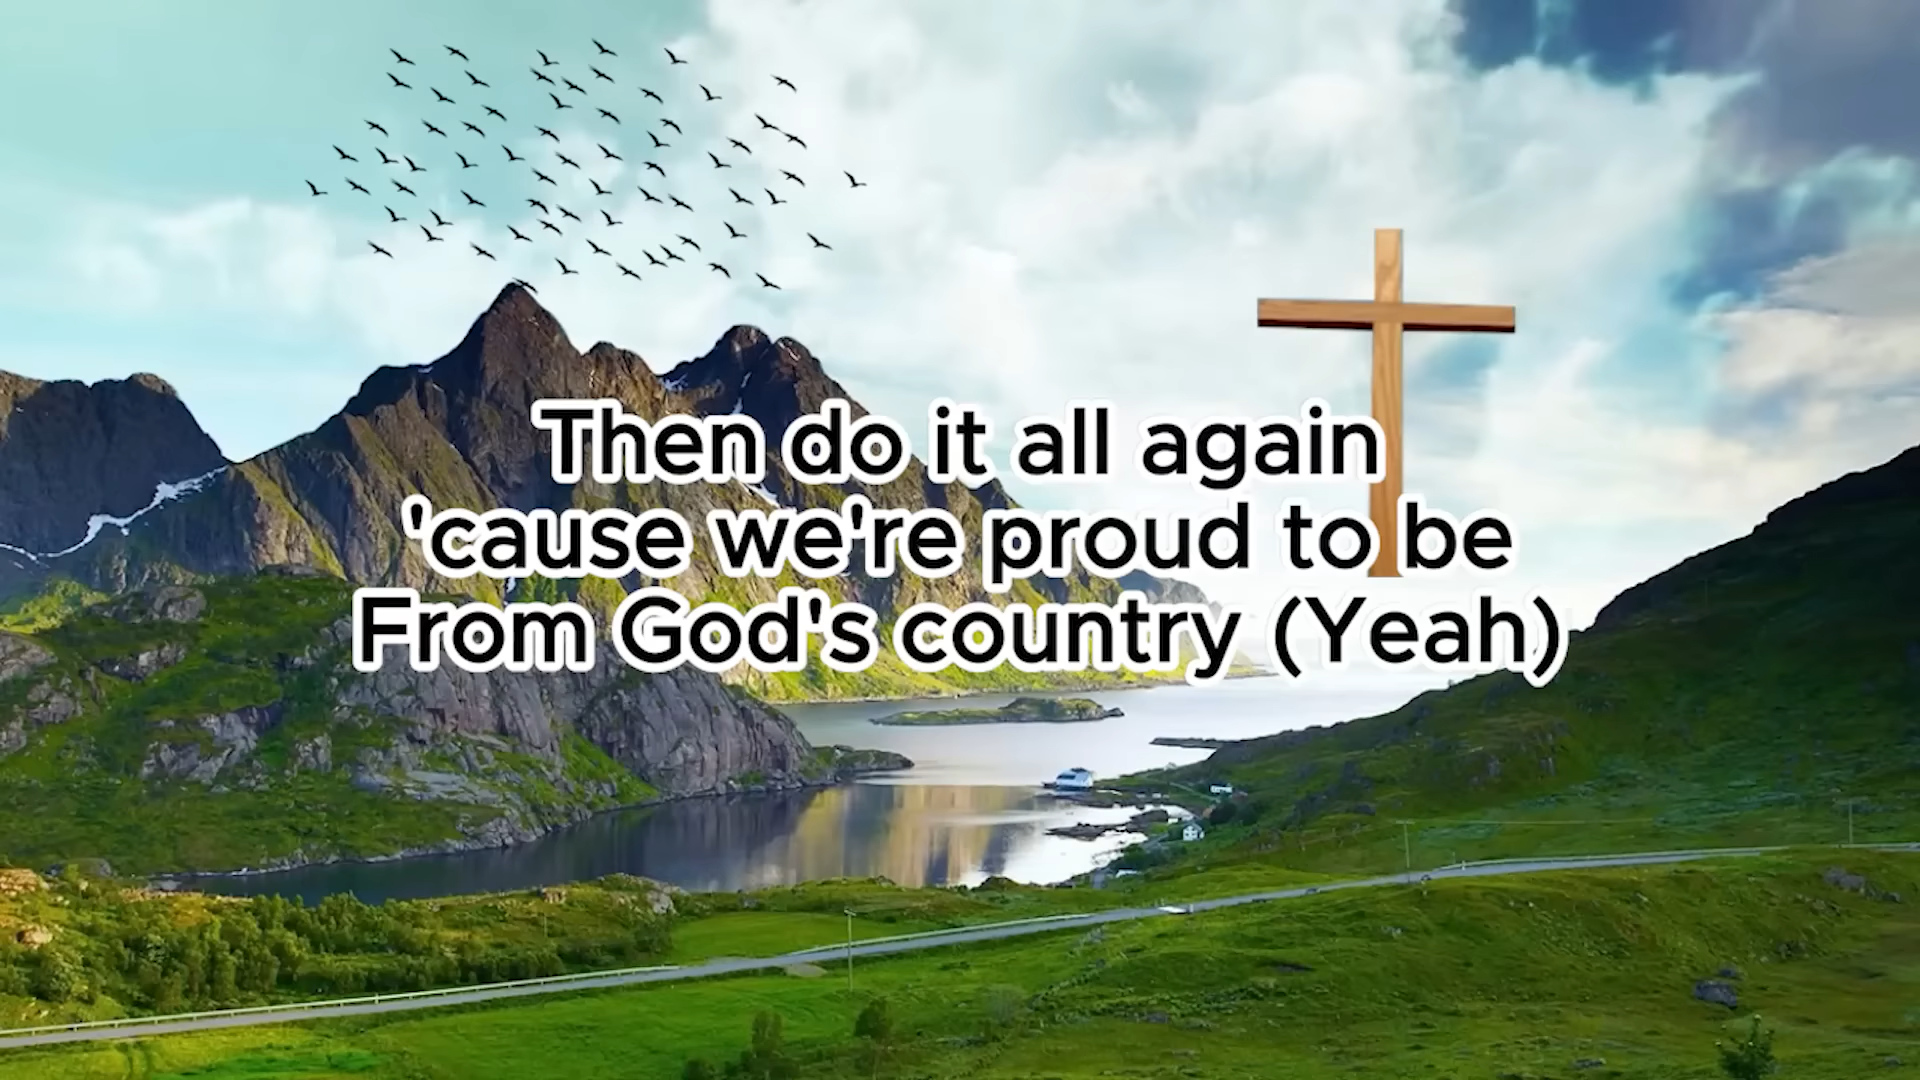 Then do it all again
'cause we're proud to be
From God's country (Yeah)